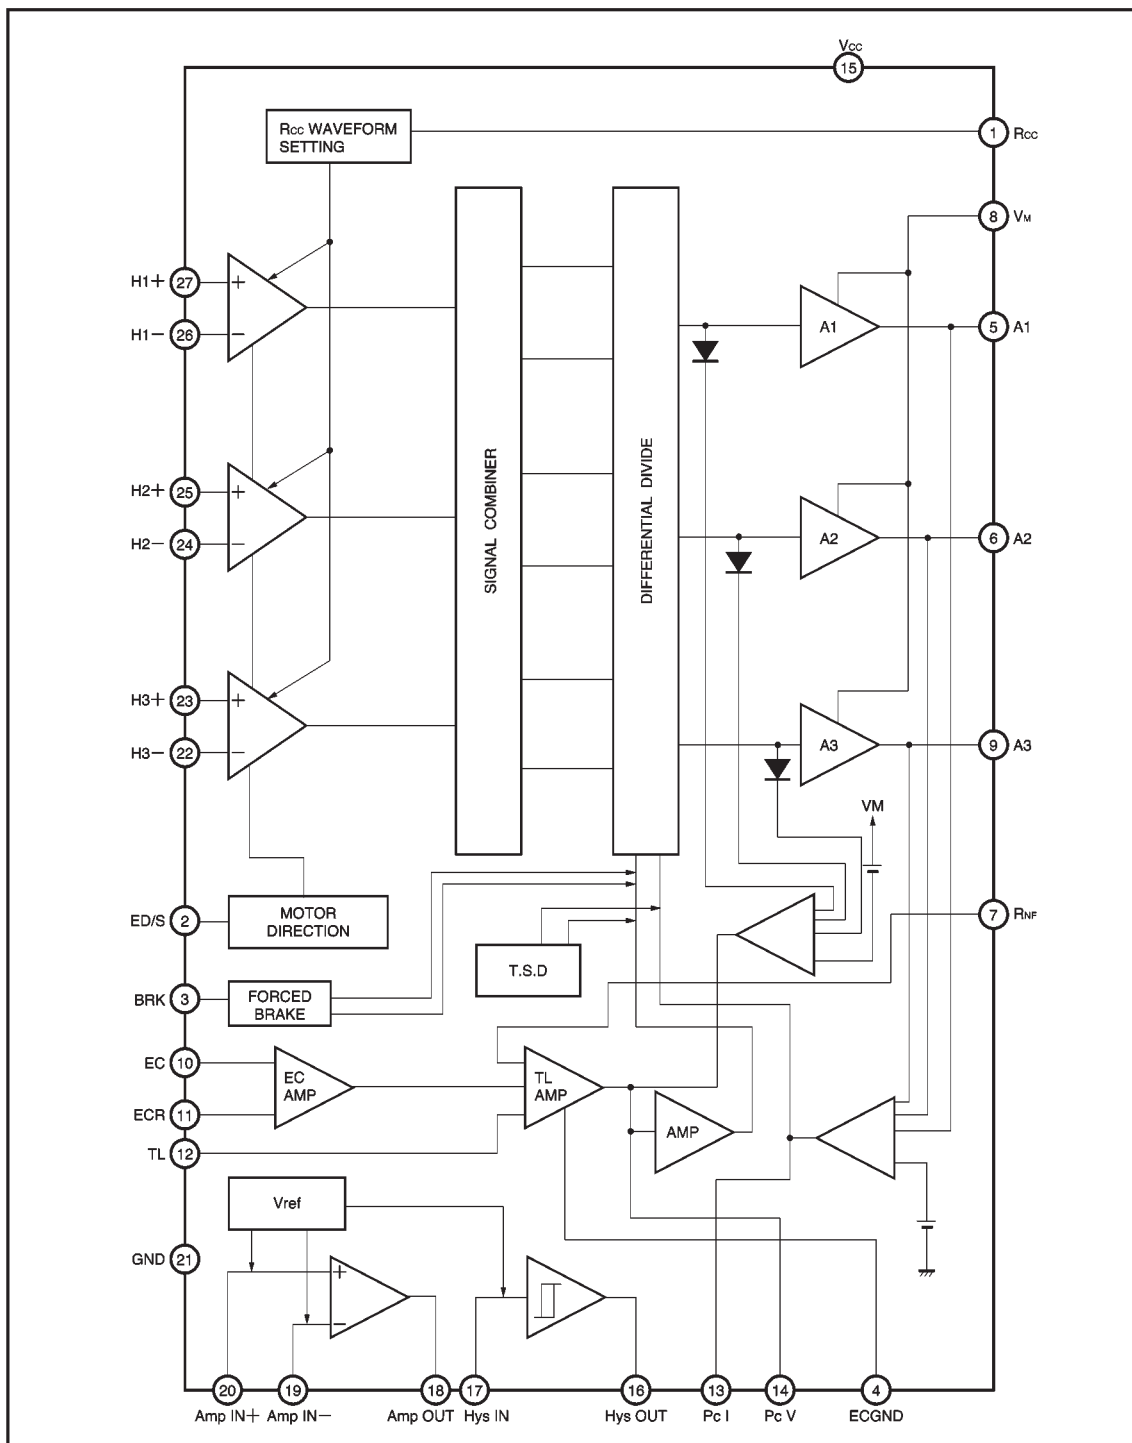 Vcc
15
Rcc WAVEFORM
SETTING
1 Rcc
8 VM
H1+ 27 +
H1− 26 −
A1 5 A1
H2+ 25 +
H2− 24 −
SIGNAL COMBINER
DIFFERENTIAL DIVIDE
A2 6 A2
H3+ 23 +
H3− 22 −
A3 9 A3
VM
ED/S 2 MOTOR
DIRECTION
7 RNF
T.S.D
BRK 3 FORCED
BRAKE
EC 10
EC
AMP
TL
AMP
ECR 11
AMP
TL 12
Vref
GND 21
+
−
20 19 18 17 16 13 14 4
Amp IN+ Amp IN− Amp OUT Hys IN Hys OUT Pc I Pc V ECGND